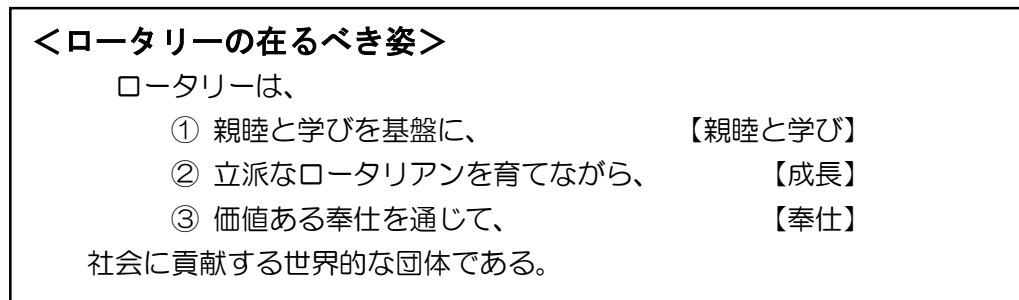 ＜ロータリーの在るべき姿＞
ロータリーは、
① 親睦と学びを基盤に、 【親睦と学び】
② 立派なロータリアンを育てながら、 【成長】
③ 価値ある奉仕を通じて、 【奉仕】
社会に貢献する世界的な団体である。